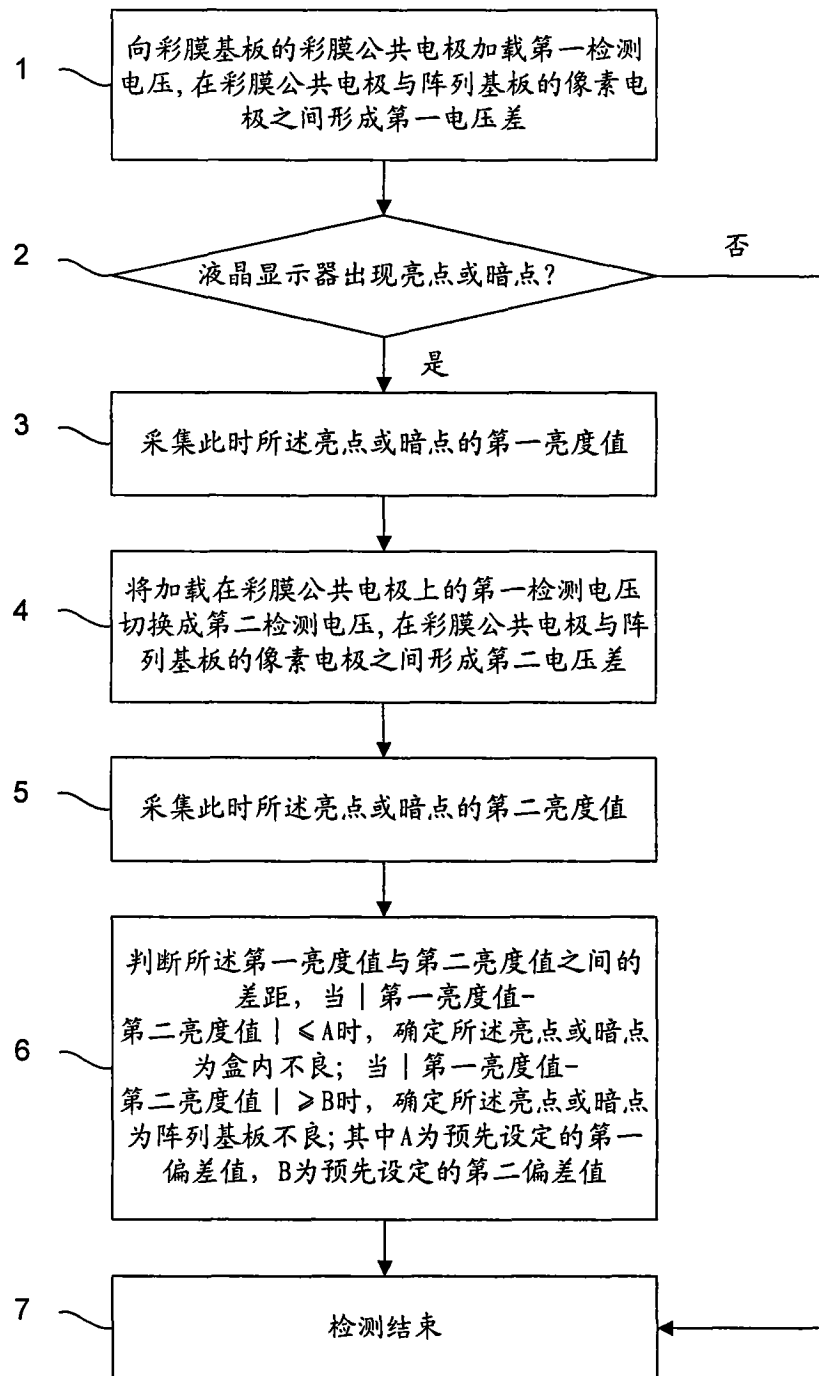 1
向彩膜基板的彩膜公共电极加载第一检测
电压,在彩膜公共电极与阵列基板的像素电
极之间形成第一电压差
2
液晶显示器出现亮点或暗点?
否
是
3
采集此时所述亮点或暗点的第一亮度值
4
将加载在彩膜公共电极上的第一检测电压
切换成第二检测电压,在彩膜公共电极与阵
列基板的像素电极之间形成第二电压差
5
采集此时所述亮点或暗点的第二亮度值
6
判断所述第一亮度值与第二亮度值之间的
差距，当|第一亮度值-
第二亮度值|≤A时，确定所述亮点或暗点
为盒内不良；当|第一亮度值-
第二亮度值|≥B时，确定所述亮点或暗点
为阵列基板不良;其中A为预先设定的第一
偏差值，B为预先设定的第二偏差值
7
检测结束